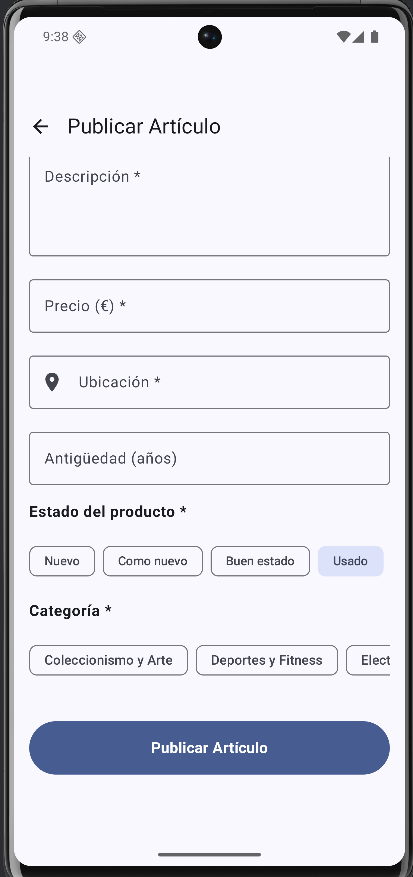 9:38
Publicar Artículo
Descripción *
Precio (€) *
Ubicación *
Antigüedad (años)
Estado del producto *
Nuevo Como nuevo Buen estado Usado
Categoría *
Coleccionismo y Arte Deportes y Fitness Elect
Publicar Artículo